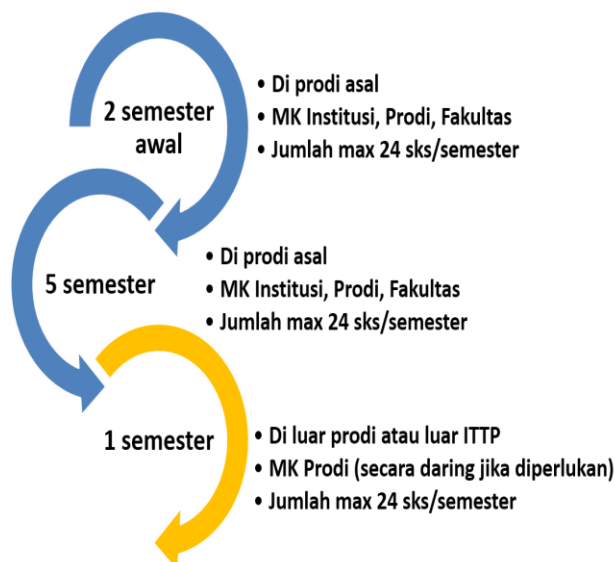 2 semester
awal
• Di prodi asal
• MK Institusi, Prodi, Fakultas
• Jumlah max 24 sks/semester
5 semester
• Di prodi asal
• MK Institusi, Prodi, Fakultas
• Jumlah max 24 sks/semester
1 semester
• Di luar prodi atau luar ITTP
• MK Prodi (secara daring jika diperlukan)
• Jumlah max 24 sks/semester